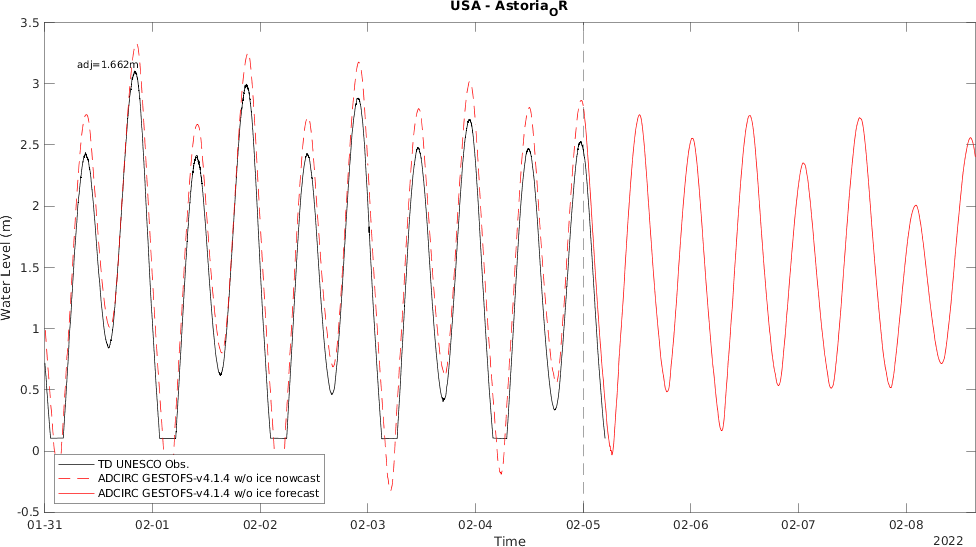 USA - Astoria_OR
3.5
adj=1.662m
3
2.5
2
Water Level (m)
1.5
1
0.5
0
TD UNESCO Obs.
ADCIRC GESTOFS-v4.1.4 w/o ice nowcast
ADCIRC GESTOFS-v4.1.4 w/o ice forecast
-0.5
01-31 02-01 02-02 02-03 02-04 02-05 02-06 02-07 02-08
Time
2022